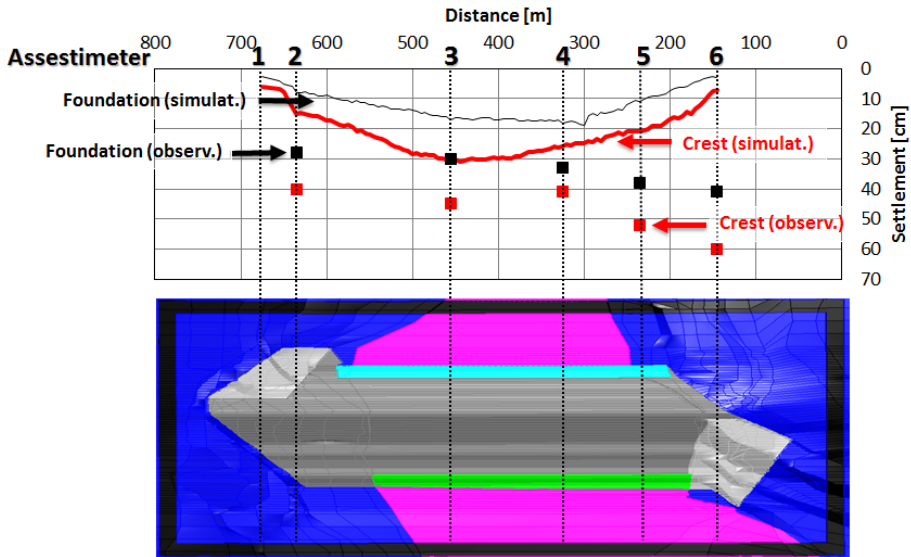 Distance [m]
800 700 600 500 400 300 200 100 0
Assestimeter 1 2 3 4 5 6
0
10
20
30
40
50
60
70
Settlement [cm]
Foundation (simulat.)
Foundation (observ.)
Crest (simulat.)
Crest (observ.)